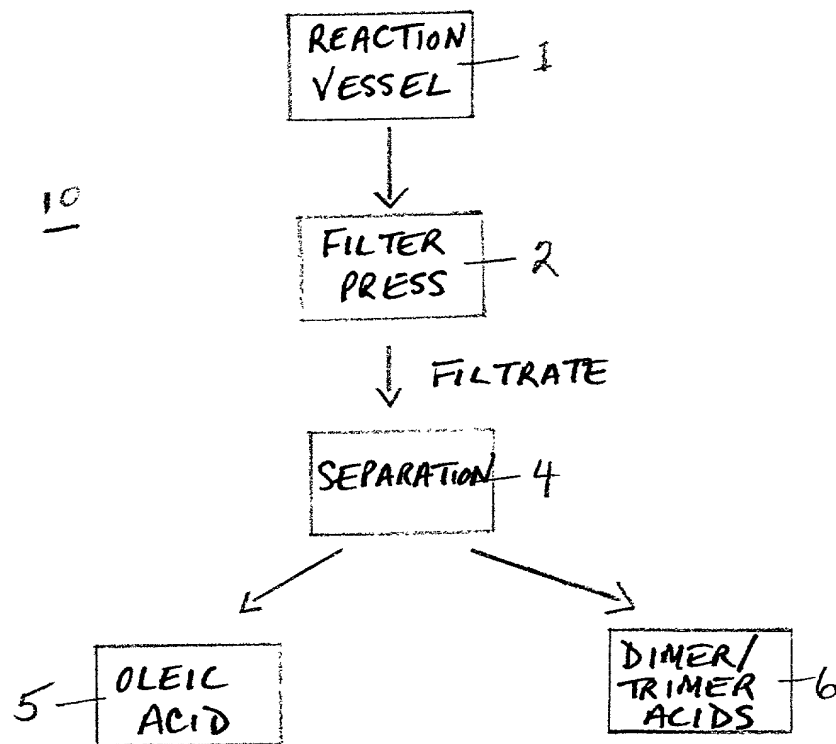 REACTION
VESSEL
1
10
FILTER
PRESS
2
FILTRATE
SEPARATION
4
5
OLEIC
ACID
DIMER/
TRIMER
ACIDS
6